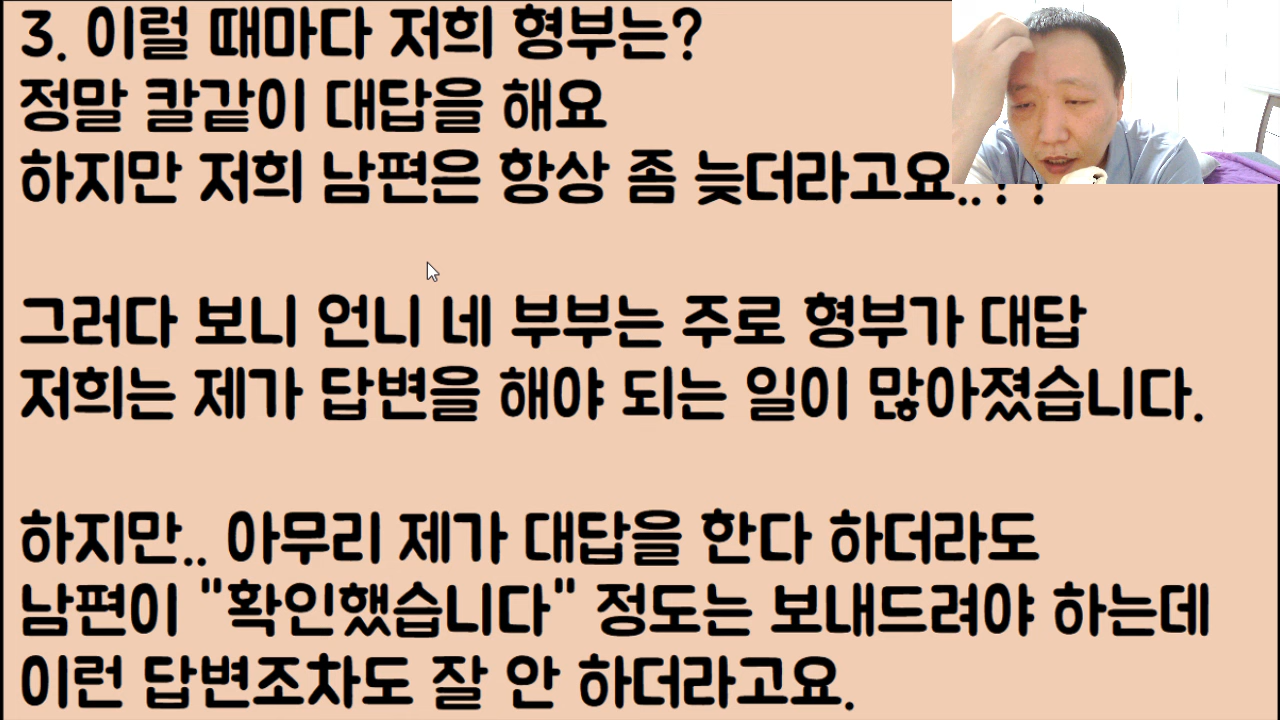 3. 이럴 때마다 저희 형부는?
정말 칼같이 대답을 해요
하지만 저희 남편은 항상 좀 늦더라고요..??
그러다 보니 언니 네 부부는 주로 형부가 대답
저희는 제가 답변을 해야 되는 일이 많아졌습니다.
하지만.. 아무리 제가 대답을 한다 하더라도
남편이 "확인했습니다" 정도는 보내드려야 하는데
이런 답변조차도 잘 안 하더라고요.